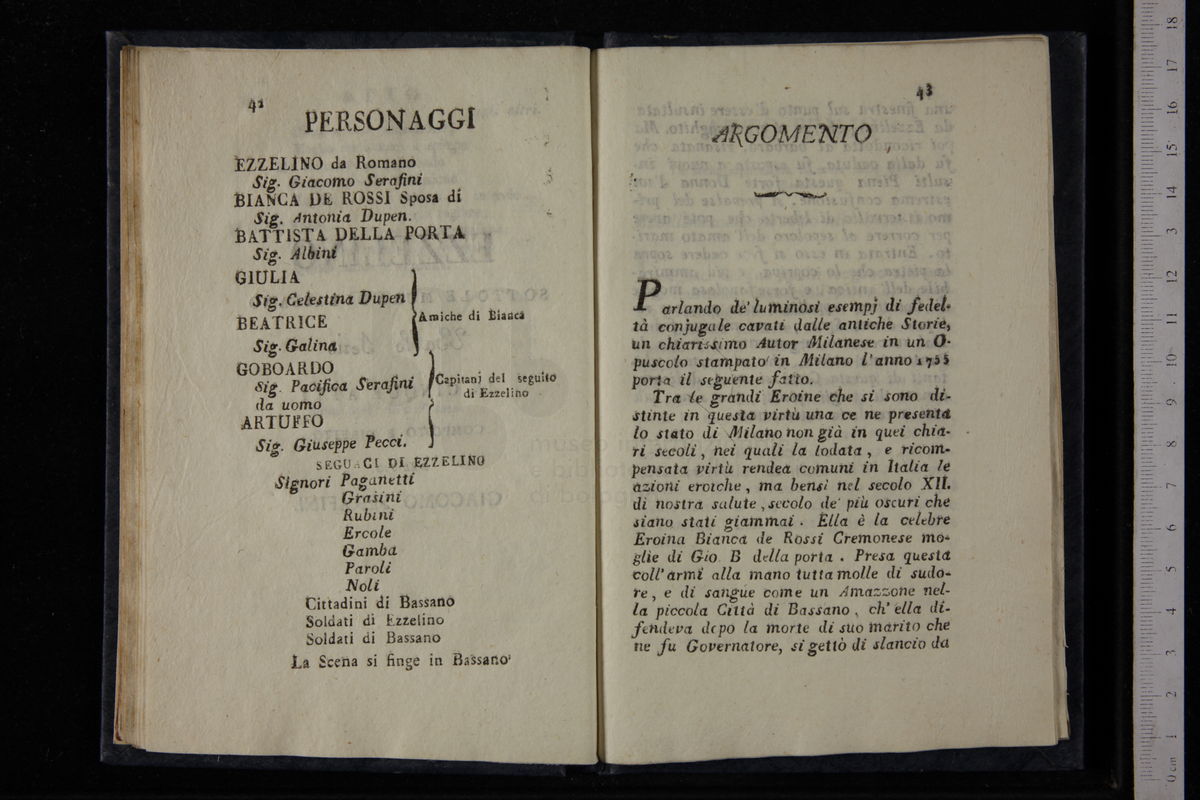 42
PERSONAGGI
EZZELINO da Romano
Sig. Giacomo Serafini
BIANCA DE ROSSI Sposa di
Sig. Antonia Dupen.
BATTISTA DELLA PORTA
Sig. Albini
GIULIA
Sig. Celestina Dupen
BEATRICE
Amiche di Bianca
Sig. Galina
GOBOARDO
Sig. Pacifica Serafini
Capitanj del seguito
di Ezzelino
da uomo
ARTUFFO
Sig. Giuseppe Pecci.
SEGUACI DI EZZELINO
Signori Paganetti
Grasini
Rubini
Ercole
Gamba
Paroli
Noli
Cittadini di Bassano
Soldati di Ezzelino
Soldati di Bassano
La Scena si finge in Bassano
43
ARGOMENTO
Parlando de' luminosi esempj di fedel-
tà conjugale cavati dalle antiche Storie,
un chiarissimo Autor Milanese in un O-
puscolo stampato in Milano l'anno 1755
porta il seguente fatto.
Tra le grandi Eroine che si sono di-
stinte in questa virtù una ce ne presenta
lo stato di Milano non già in quei chia-
ri secoli, nei quali la lodata, e ricom-
pensata virtù rendea comuni in Italia le
azioni eroiche, ma bensì nel secolo XII.
di nostra salute, secolo de' più oscuri che
siano stati giammai. Ella è la celebre
Eroina Bianca de Rossi Cremonese mo-
glie di Gio. B della porta. Presa questa
coll' armi alla mano tutta molle di sudo-
re, e di sangue come un Amazzone nel-
la piccola Città di Bassano, ch' ella di-
fendeva dopo la morte di suo marito che
ne fu Governatore, si gettò di slancio da